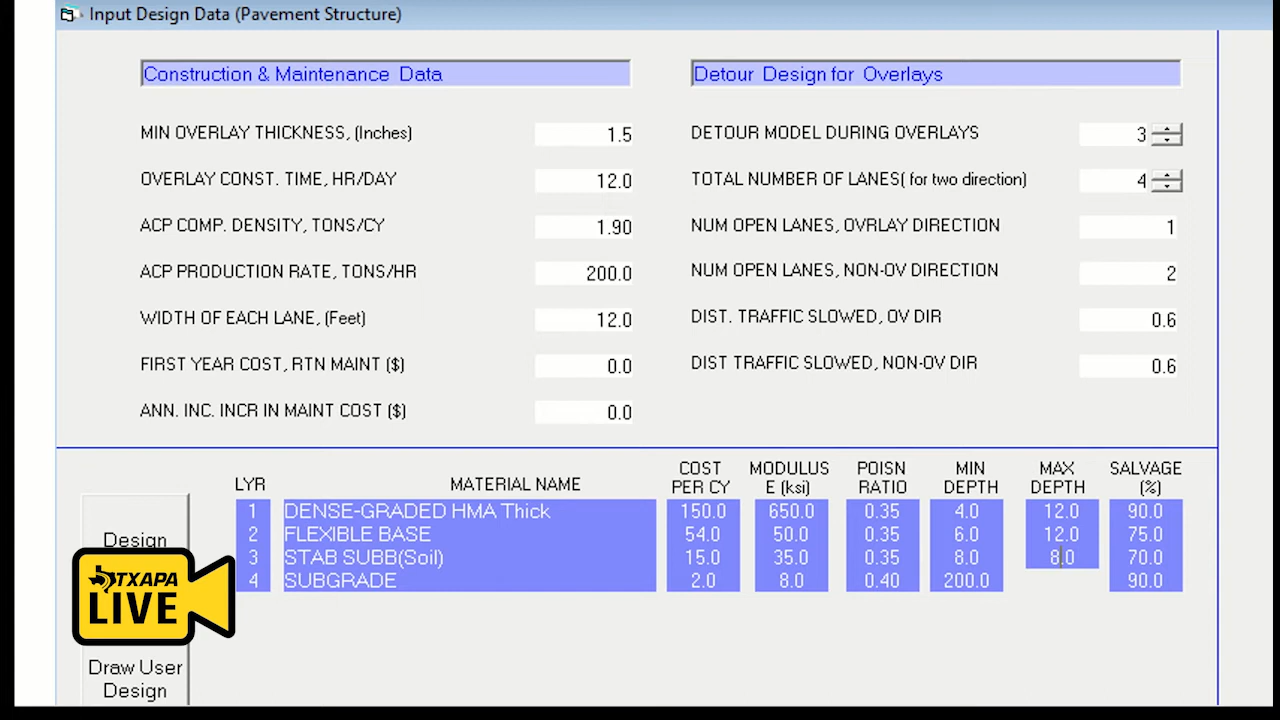 Input Design Data (Pavement Structure)
Construction & Maintenance Data
MIN OVERLAY THICKNESS, (Inches) 1.5
OVERLAY CONST. TIME, HR/DAY 12.0
ACP COMP. DENSITY, TONS/CY 1.90
ACP PRODUCTION RATE, TONS/HR 200.0
WIDTH OF EACH LANE, (Feet) 12.0
FIRST YEAR COST, RTN MAINT ($) 0.0
ANN. INC. INCR IN MAINT COST ($) 0.0
Detour Design for Overlays
DETOUR MODEL DURING OVERLAYS 3
TOTAL NUMBER OF LANES( for two direction) 4
NUM OPEN LANES, OVRLAY DIRECTION 1
NUM OPEN LANES, NON-OV DIRECTION 2
DIST. TRAFFIC SLOWED, OV DIR 0.6
DIST TRAFFIC SLOWED, NON-OV DIR 0.6
LYR MATERIAL NAME COST PER CY MODULUS E (ksi) POISN RATIO MIN DEPTH MAX DEPTH SALVAGE (%)
1 DENSE-GRADED HMA Thick 150.0 650.0 0.35 4.0 12.0 90.0
2 FLEXIBLE BASE 54.0 50.0 0.35 6.0 12.0 75.0
3 STAB SUBB(Soil) 15.0 35.0 0.35 8.0 8.0 70.0
4 SUBGRADE 2.0 8.0 0.40 200.0 90.0
Design
TXAPA
LIVE
Draw User
Design